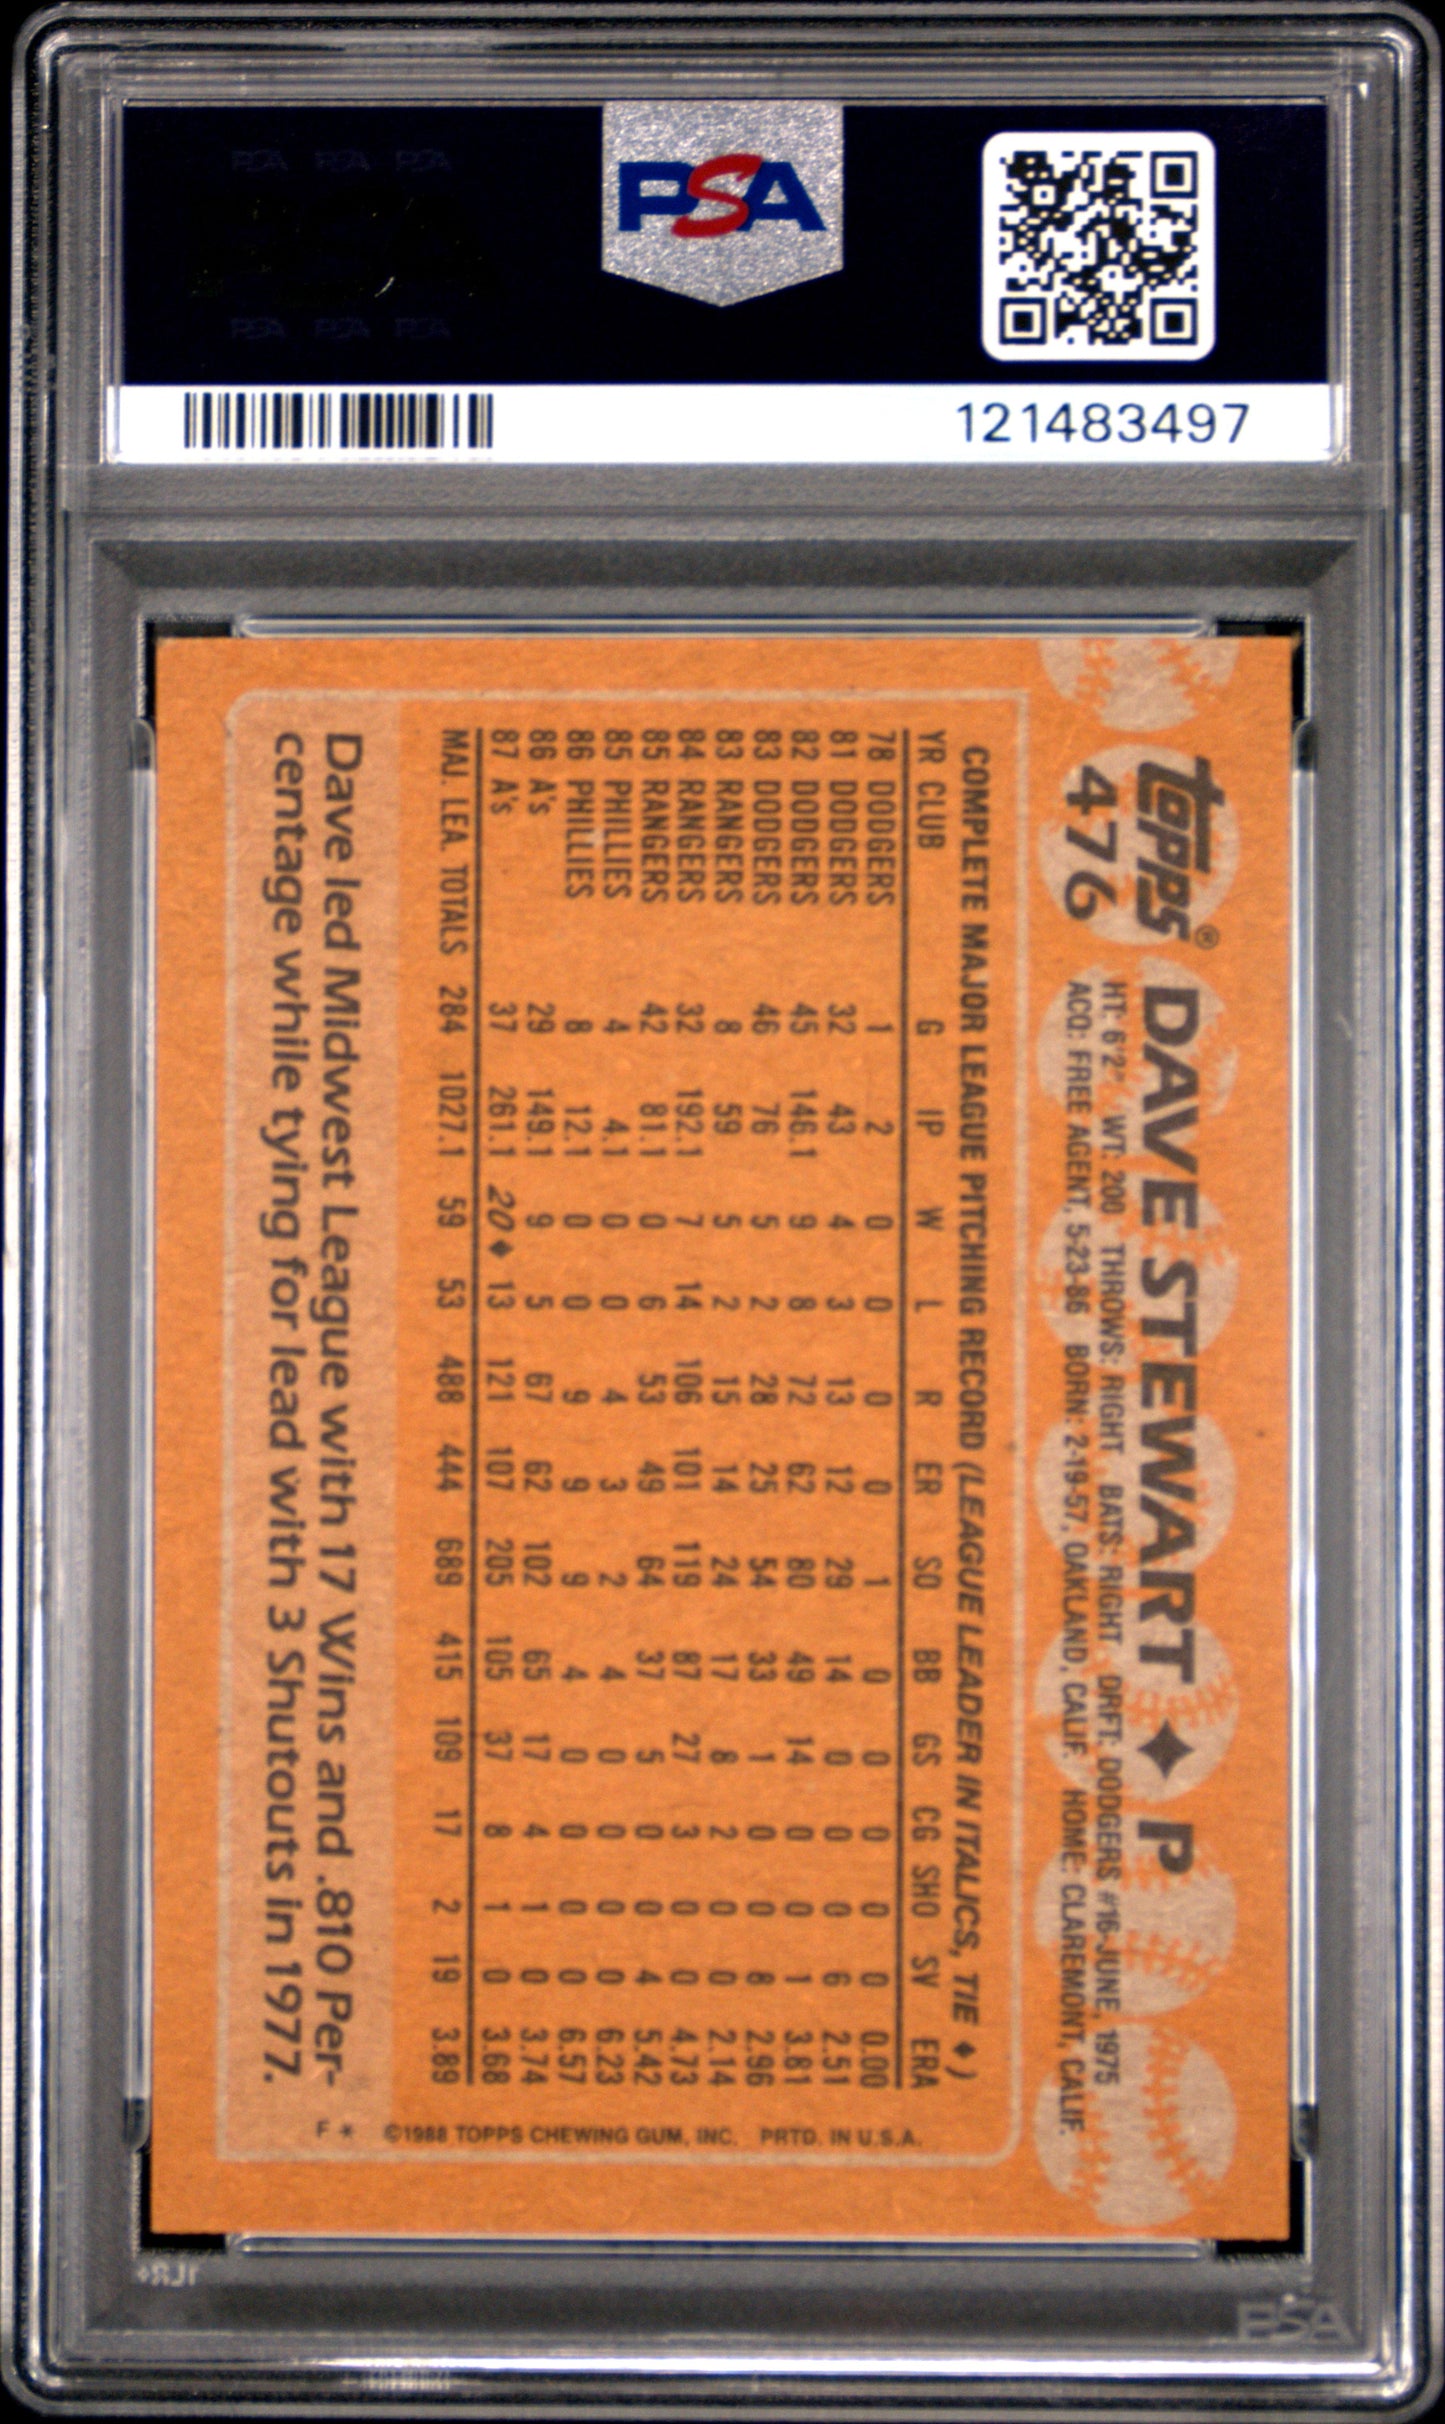 PSA
121483497
topps®
476
DAVE STEWART ♦ P
HT: 6'2" WT: 200 THROWS: RIGHT BATS: RIGHT DRFT: DODGERS #16-JUNE, 1975
ACQ: FREE AGENT, 5-23-86 BORN: 2-19-57, OAKLAND, CALIF. HOME: CLAREMONT, CALIF.
COMPLETE MAJOR LEAGUE PITCHING RECORD (LEAGUE LEADER IN ITALICS, TIE ♦)
YR CLUB G IP W L R ER SO BB GS CG SHO SV ERA
78 DODGERS 1 2 0 0 0 0 1 0 0 0 0 0 0.00
81 DODGERS 32 43 4 3 13 12 29 14 0 0 0 6 2.51
82 DODGERS 45 146.1 9 8 72 62 80 49 14 0 0 1 3.81
83 DODGERS 46 76 5 2 28 25 54 33 1 0 0 8 2.96
83 RANGERS 8 59 5 2 15 14 24 17 8 2 0 0 2.14
84 RANGERS 32 192.1 7 14 106 101 119 87 27 3 0 0 4.73
85 RANGERS 42 81.1 0 6 53 49 64 37 5 0 0 4 5.42
85 PHILLIES 4 4.1 0 0 4 3 2 4 0 0 0 0 6.23
86 PHILLIES 8 12.1 0 0 9 9 9 4 0 0 0 0 6.57
86 A's 29 149.1 9 5 67 62 102 65 17 4 1 0 3.74
87 A's 37 261.1 20♦ 13 121 107 205 105 37 8 1 0 3.68
MAJ. LEA. TOTALS 284 1027.1 59 53 488 444 689 415 109 17 2 19 3.89
Dave led Midwest League with 17 Wins and .810 Per-
centage while tying for lead with 3 Shutouts in 1977.
F * ©1988 TOPPS CHEWING GUM, INC. PRTD. IN U.S.A.
PSA